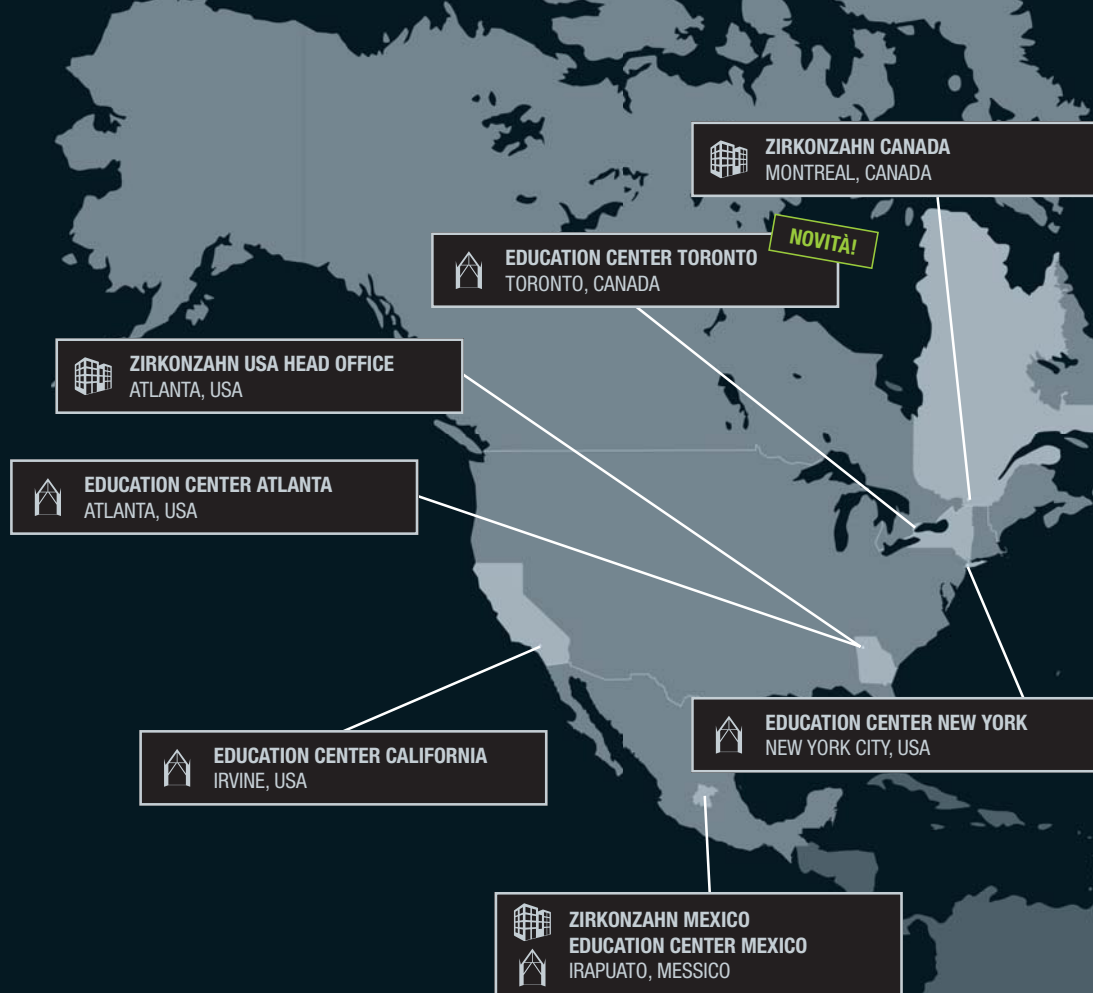 ZIRKONZAHN CANADA
MONTREAL, CANADA
NOVITÀ!
EDUCATION CENTER TORONTO
TORONTO, CANADA
ZIRKONZAHN USA HEAD OFFICE
ATLANTA, USA
EDUCATION CENTER ATLANTA
ATLANTA, USA
EDUCATION CENTER NEW YORK
NEW YORK CITY, USA
EDUCATION CENTER CALIFORNIA
IRVINE, USA
ZIRKONZAHN MEXICO
EDUCATION CENTER MEXICO
IRAPUATO, MESSICO